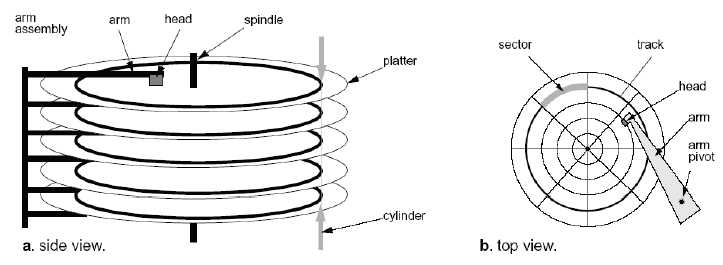 arm
assembly
arm
head
spindle
platter
cylinder
a. side view.
sector
track
head
arm
arm
pivot
b. top view.